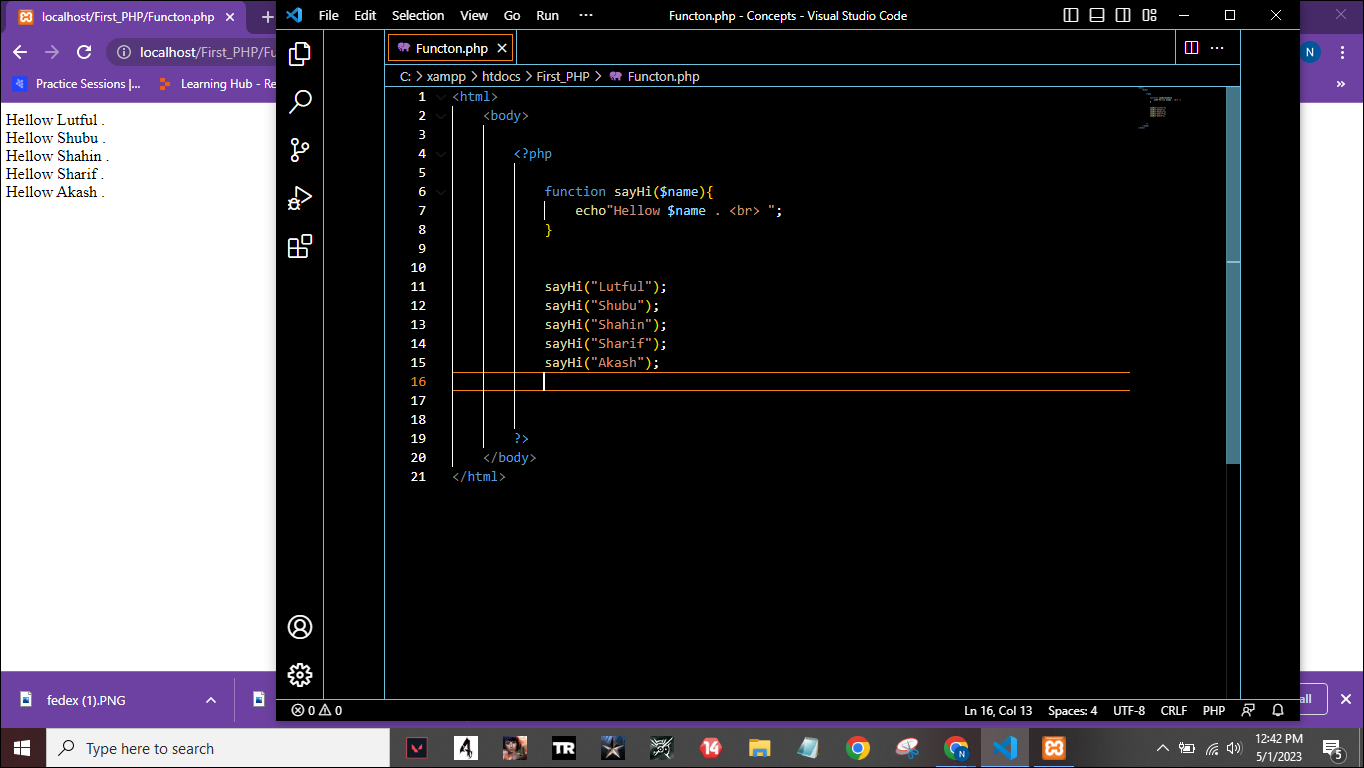 localhost/First_PHP/Functon.php
localhost/First_PHP/Fu
Practice Sessions |... Learning Hub - Re
Hellow Lutful .
Hellow Shubu .
Hellow Shahin .
Hellow Sharif .
Hellow Akash .
fedex (1).PNG
File Edit Selection View Go Run ··· Functon.php - Concepts - Visual Studio Code
Functon.php
C: > xampp > htdocs > First_PHP > Functon.php
1 <html>
2 <body>
3
4 <?php
5
6 function sayHi($name){
7 echo"Hellow $name . <br> ";
8 }
9
10
11 sayHi("Lutful");
12 sayHi("Shubu");
13 sayHi("Shahin");
14 sayHi("Sharif");
15 sayHi("Akash");
16
17
18
19 ?>
20 </body>
21 </html>
0 0 Ln 16, Col 13 Spaces: 4 UTF-8 CRLF PHP
N
»
all
Type here to search
4 TR 14 N
12:42 PM
5/1/2023
5